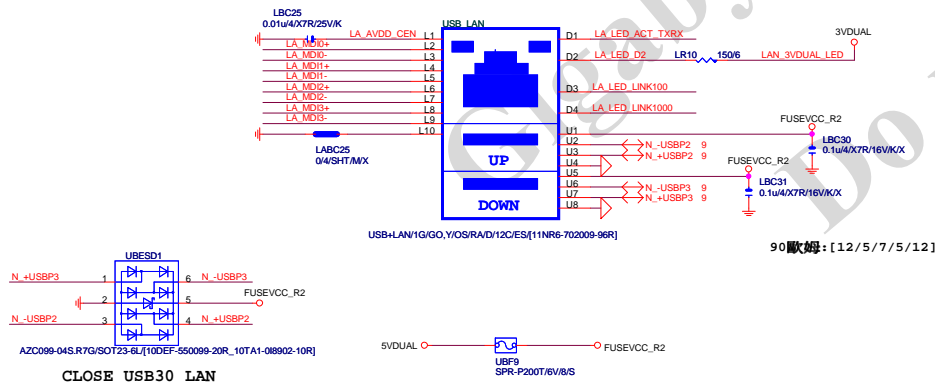 LBC25
0.01u/4/X7R/25V/K
USB_LAN
LA_AVDD_CEN L1 D1 LA_LED_ACT_TXRX
3VDUAL
LA_MDI0+ L2
LA_MDI0- L3 D2 LA_LED_D2 LR10 150/6 LAN_3VDUAL_LED
LA_MDI1+ L4
LA_MDI1- L5
LA_MDI2+ L6 D3 LA_LED_LINK100
LA_MDI2- L7
LA_MDI3+ L8 D4 LA_LED_LINK1000
LA_MDI3- L9
L10
LABC25
0/4/SHT/M/X
FUSEVCC_R2
U1
U2 N_-USBP2 9
U3 N_+USBP2 9
U4
UP
LBC30
0.1u/4/X7R/16V/K/X
FUSEVCC_R2
U5
U6 N_-USBP3 9
U7 N_+USBP3 9
U8
DOWN
LBC31
0.1u/4/X7R/16V/K/X
USB+LAN/1G/GO,Y/OS/RA/D/12C/ES/[11NR6-702009-96R]
90歐姆:[12/5/7/5/12]
UBESD1
N_+USBP3 1 6 N_-USBP3
2 5 FUSEVCC_R2
N_-USBP2 3 4 N_+USBP2
AZC099-04S.R7G/SOT23-6L/[10DEF-550099-20R_10TA1-0I8902-10R]
CLOSE USB30 LAN
5VDUAL FUSEVCC_R2
UBF9
SPR-P200T/6V/8/S
Gigaby
Do